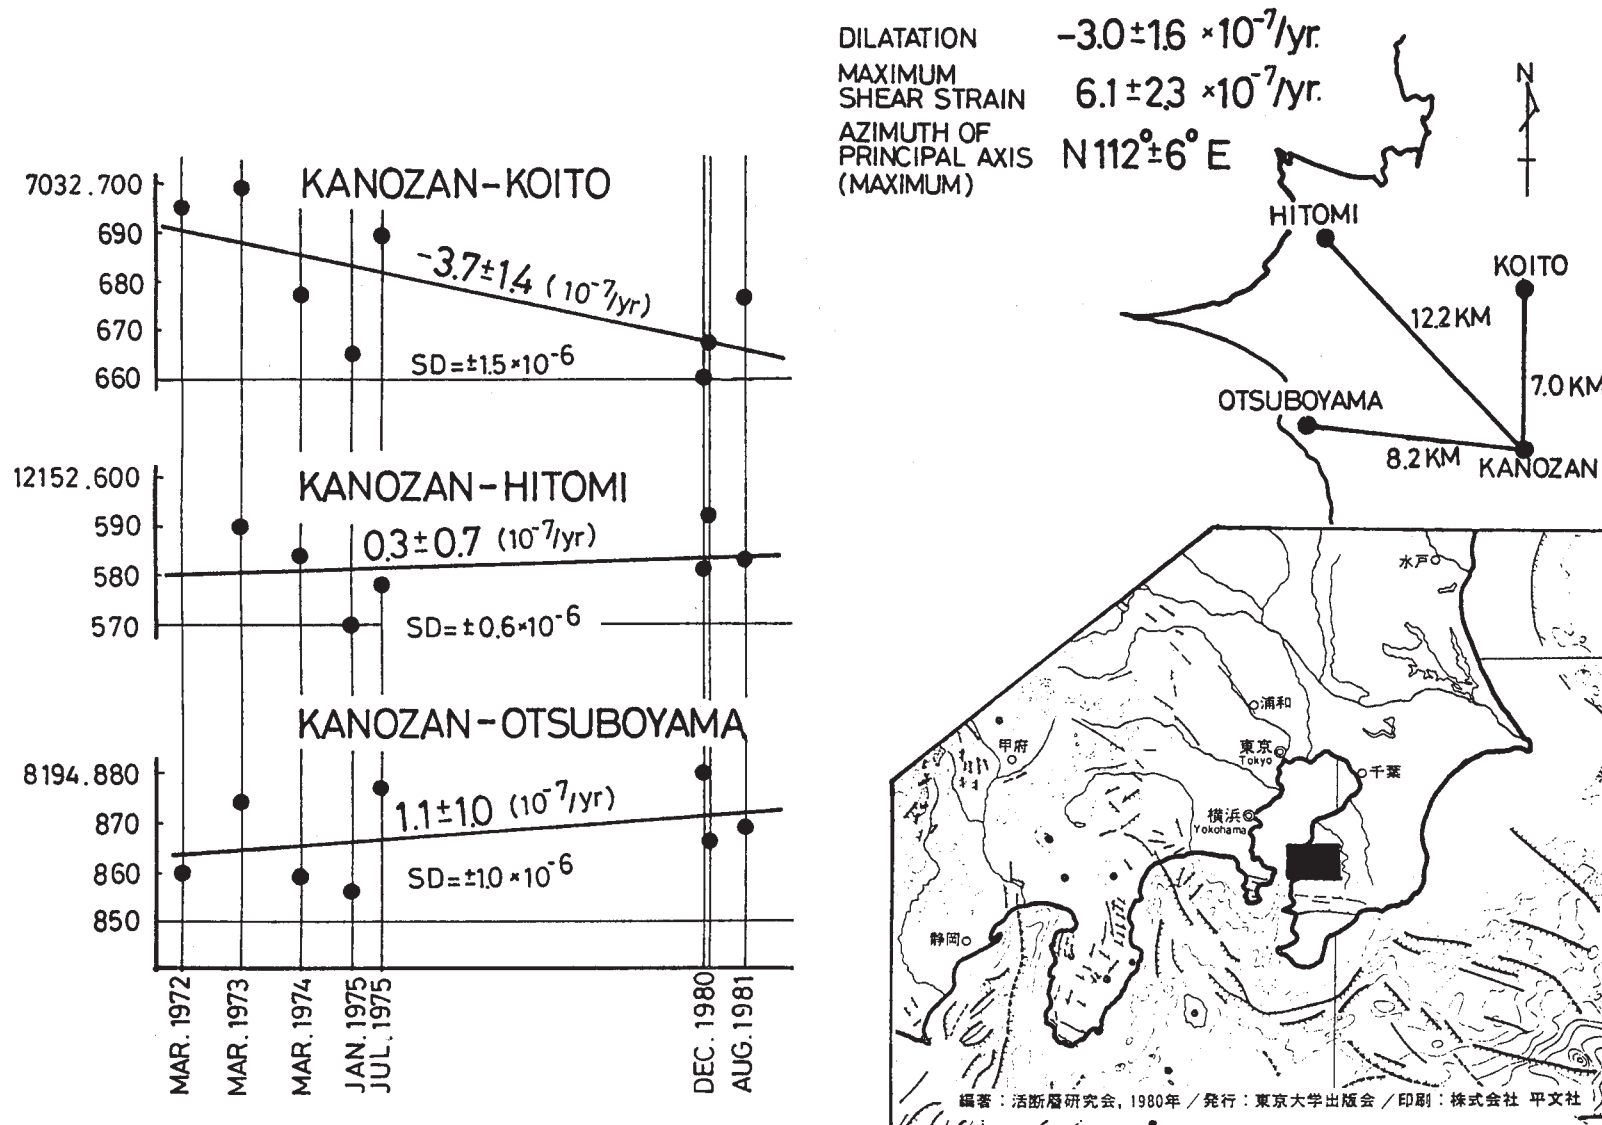 DILATATION −3.0±1.6 ×10⁻⁷/yr.
MAXIMUM
SHEAR STRAIN 6.1±2.3 ×10⁻⁷/yr.
AZIMUTH OF
PRINCIPAL AXIS N112°±6°E
(MAXIMUM)
N
7032.700
690
680
670
660
KANOZAN−KOITO
−3.7±1.4 (10⁻⁷/yr)
SD=±1.5×10⁻⁶
12152.600
590
580
570
KANOZAN−HITOMI
0.3±0.7 (10⁻⁷/yr)
SD=±0.6×10⁻⁶
KANOZAN−OTSUBOYAMA
8194.880
870
860
850
1.1±1.0 (10⁻⁷/yr)
SD=±1.0×10⁻⁶
MAR. 1972
MAR. 1973
MAR. 1974
JAN. 1975
JUL. 1975
DEC. 1980
AUG. 1981
HITOMI
KOITO
12.2KM
7.0KM
OTSUBOYAMA
8.2KM
KANOZAN
水戸
浦和
甲府
東京
Tokyo
千葉
横浜
Yokohama
静岡
編著：活断層研究会，1980年／発行：東京大学出版会／印刷：株式会社 平文社